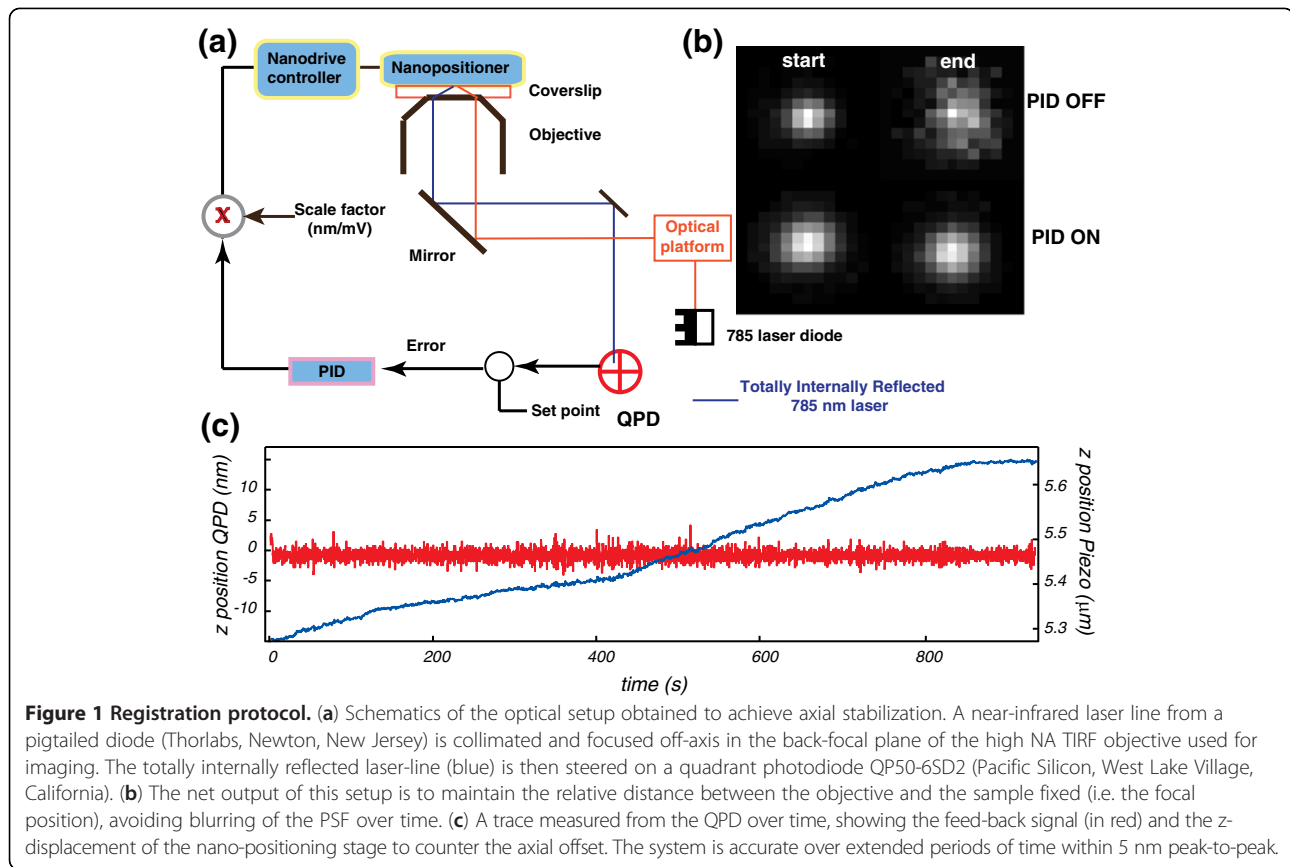 (a)
Nanodrive
controller
Nanopositioner
Coverslip
Objective
X
Scale factor
(nm/mV)
Mirror
Optical
platform
785 laser diode
Error
PID
Set point
QPD
Totally Internally Reflected
785 nm laser
(b)
start
end
PID OFF
PID ON
(c)
z position QPD (nm)
10
5
0
-5
-10
z position Piezo (μm)
5.6
5.5
5.4
5.3
0
200
400
600
800
time (s)
Figure 1 Registration protocol. (a) Schematics of the optical setup obtained to achieve axial stabilization. A near-infrared laser line from a
pigtailed diode (Thorlabs, Newton, New Jersey) is collimated and focused off-axis in the back-focal plane of the high NA TIRF objective used for
imaging. The totally internally reflected laser-line (blue) is then steered on a quadrant photodiode QP50-6SD2 (Pacific Silicon, West Lake Village,
California). (b) The net output of this setup is to maintain the relative distance between the objective and the sample fixed (i.e. the focal
position), avoiding blurring of the PSF over time. (c) A trace measured from the QPD over time, showing the feed-back signal (in red) and the z-
displacement of the nano-positioning stage to counter the axial offset. The system is accurate over extended periods of time within 5 nm peak-to-peak.